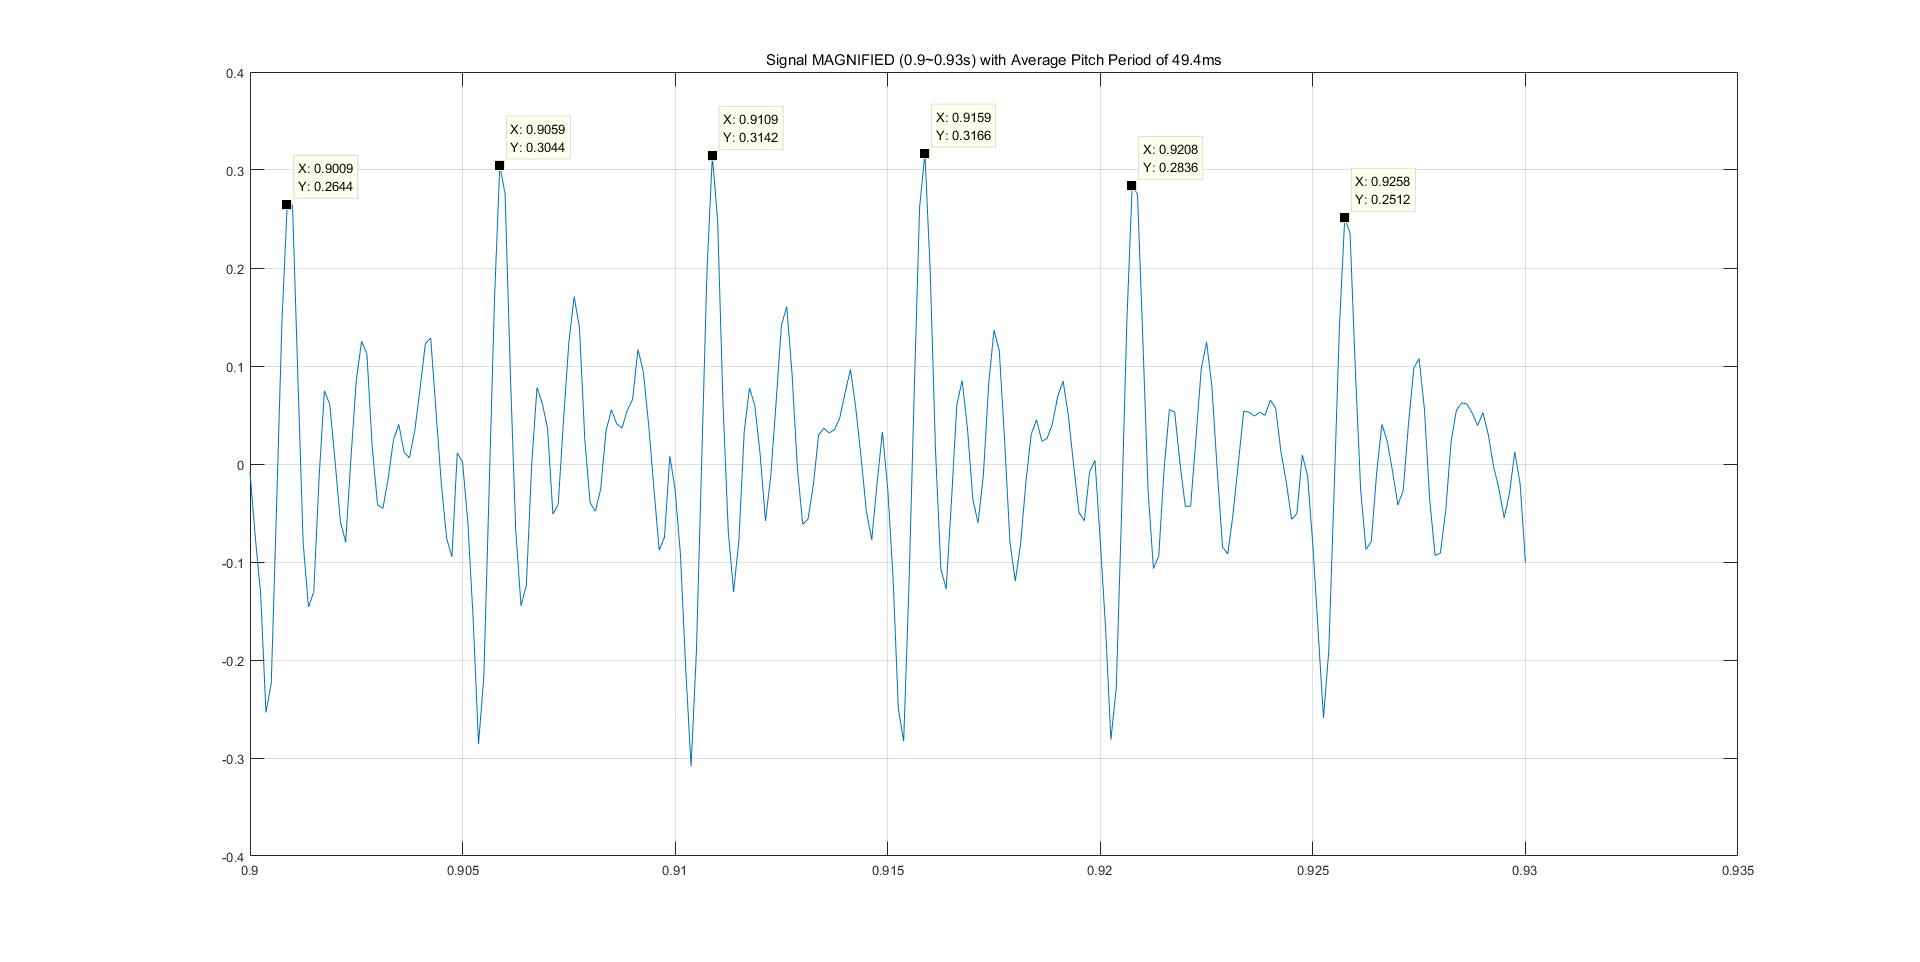 Signal MAGNIFIED (0.9~0.93s) with Average Pitch Period of 49.4ms
0.4
0.3
0.2
0.1
0
-0.1
-0.2
-0.3
-0.4
X: 0.9009
Y: 0.2644
X: 0.9059
Y: 0.3044
X: 0.9109
Y: 0.3142
X: 0.9159
Y: 0.3166
X: 0.9208
Y: 0.2836
X: 0.9258
Y: 0.2512
0.9
0.905
0.91
0.915
0.92
0.925
0.93
0.935